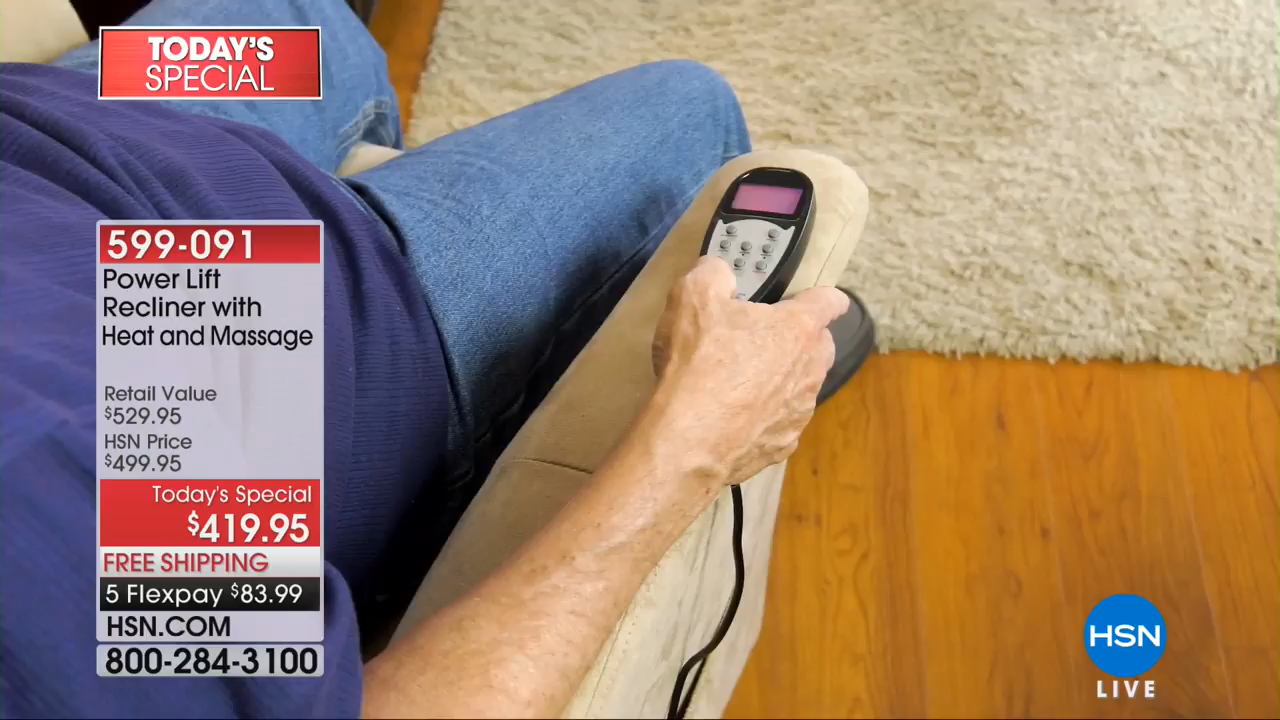 TODAY'S
SPECIAL
599-091
Power Lift
Recliner with
Heat and Massage
Retail Value
$529.95
HSN Price
$499.95
Today's Special
$419.95
FREE SHIPPING
5 Flexpay $83.99
HSN.COM
800-284-3100
HSN
LIVE